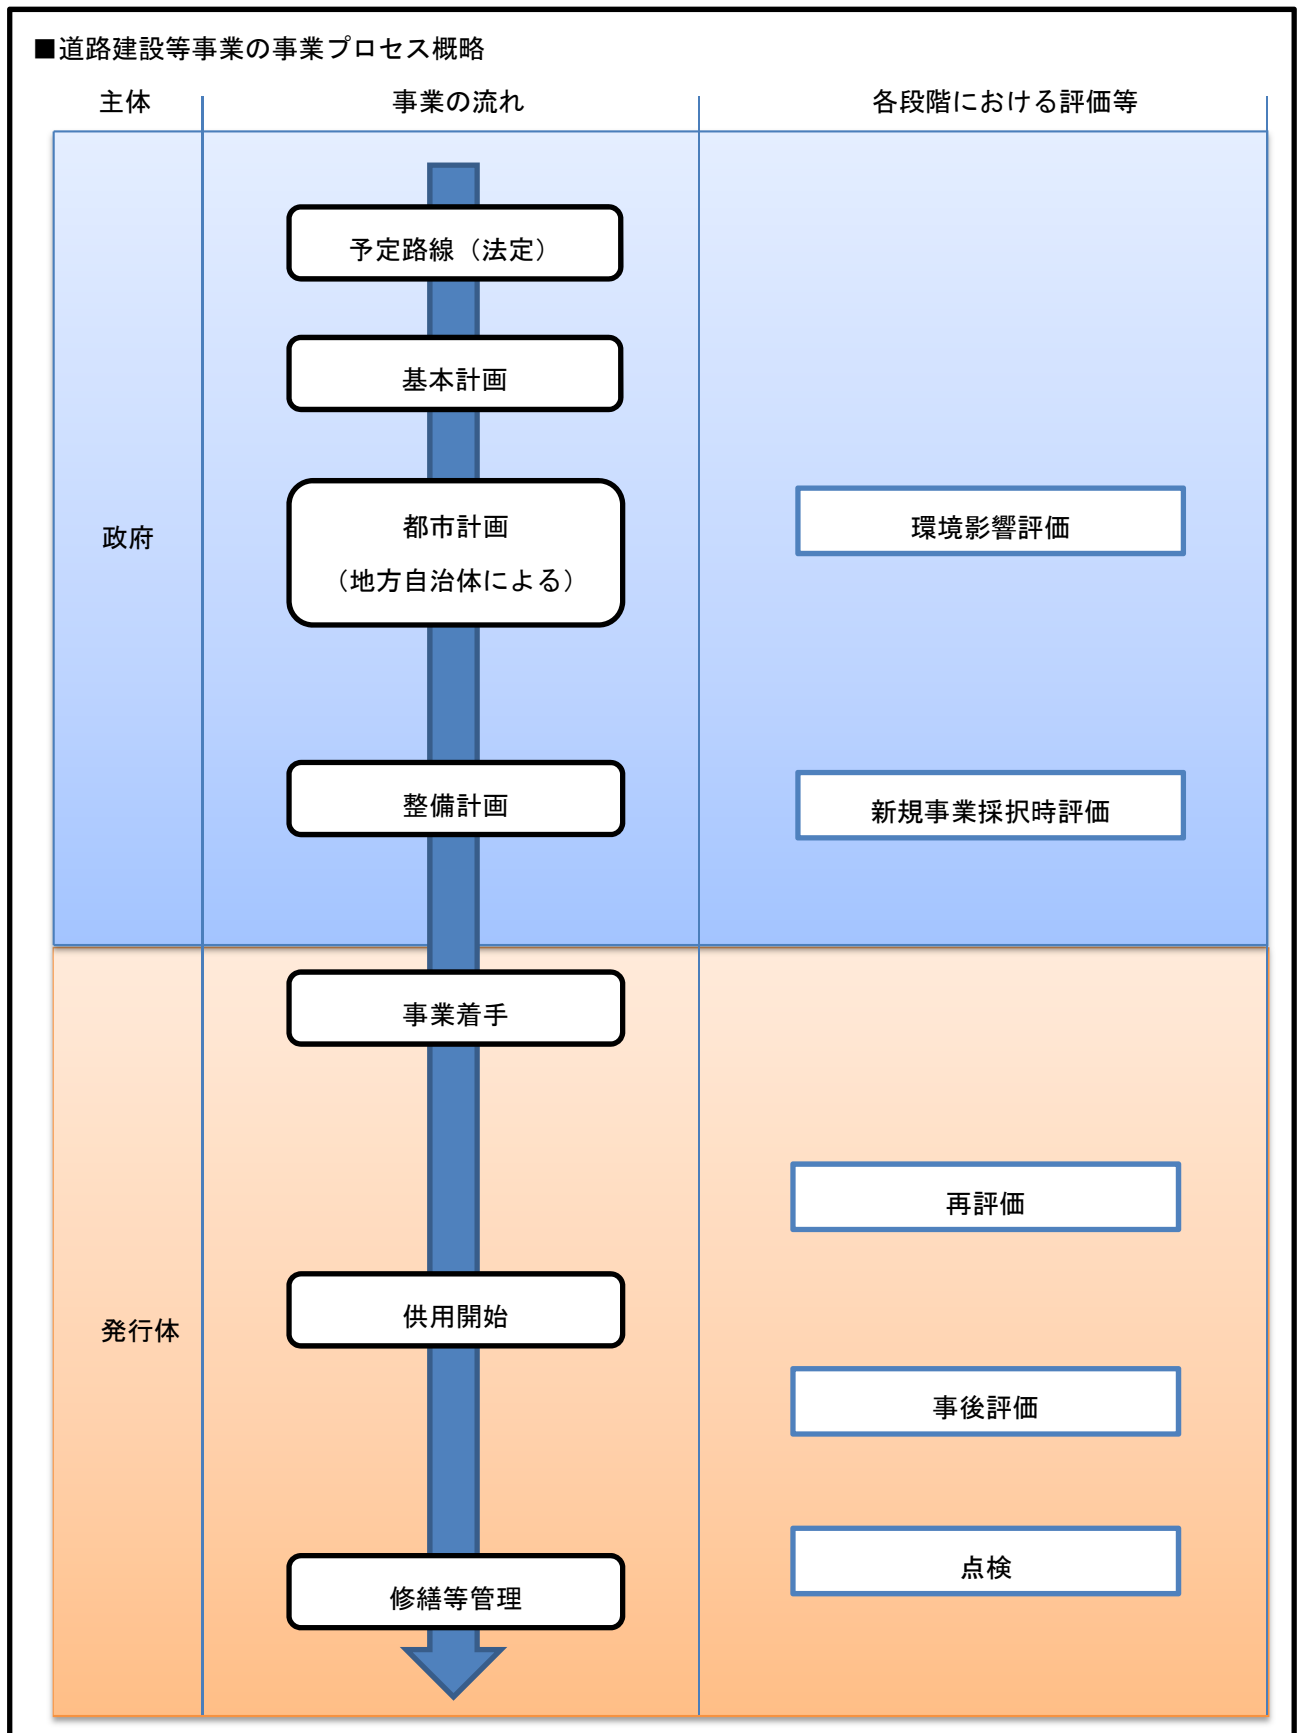 ■道路建設等事業の事業プロセス概略
主体
事業の流れ
各段階における評価等
予定路線（法定）
基本計画
政府
都市計画
（地方自治体による）
環境影響評価
整備計画
新規事業採択時評価
事業着手
再評価
発行体
供用開始
事後評価
点検
修繕等管理